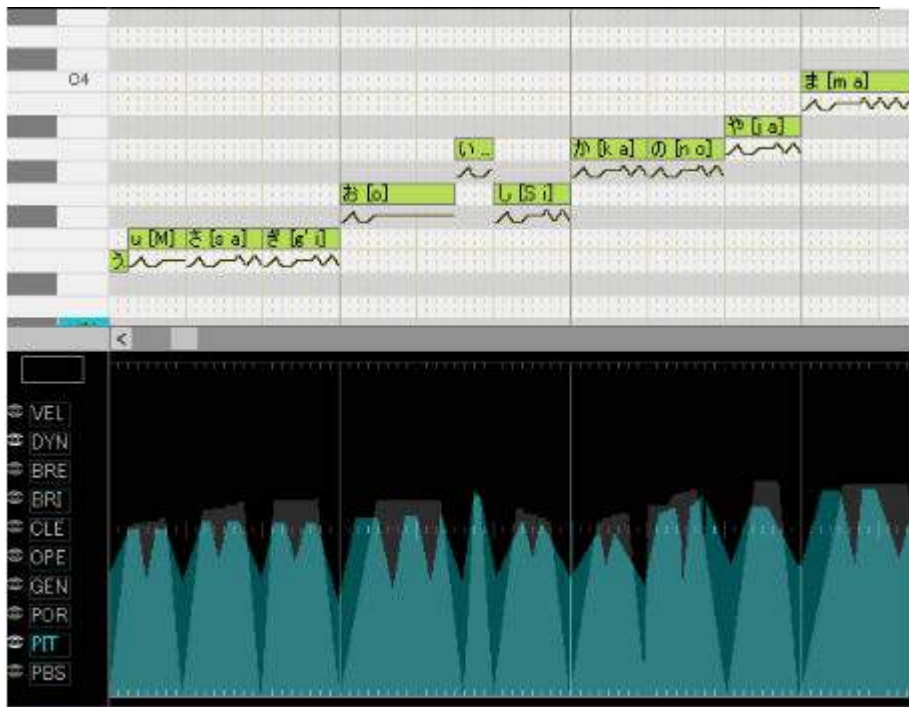 C4
ま [m a]
や [j a]
い .. か [k a] の [n o]
お [o] し [S i]
u [M] さ [s a] ぎ [g' i]
う
<
VEL
DYN
BRE
BRI
CLE
OPE
GEN
POR
PIT
PBS